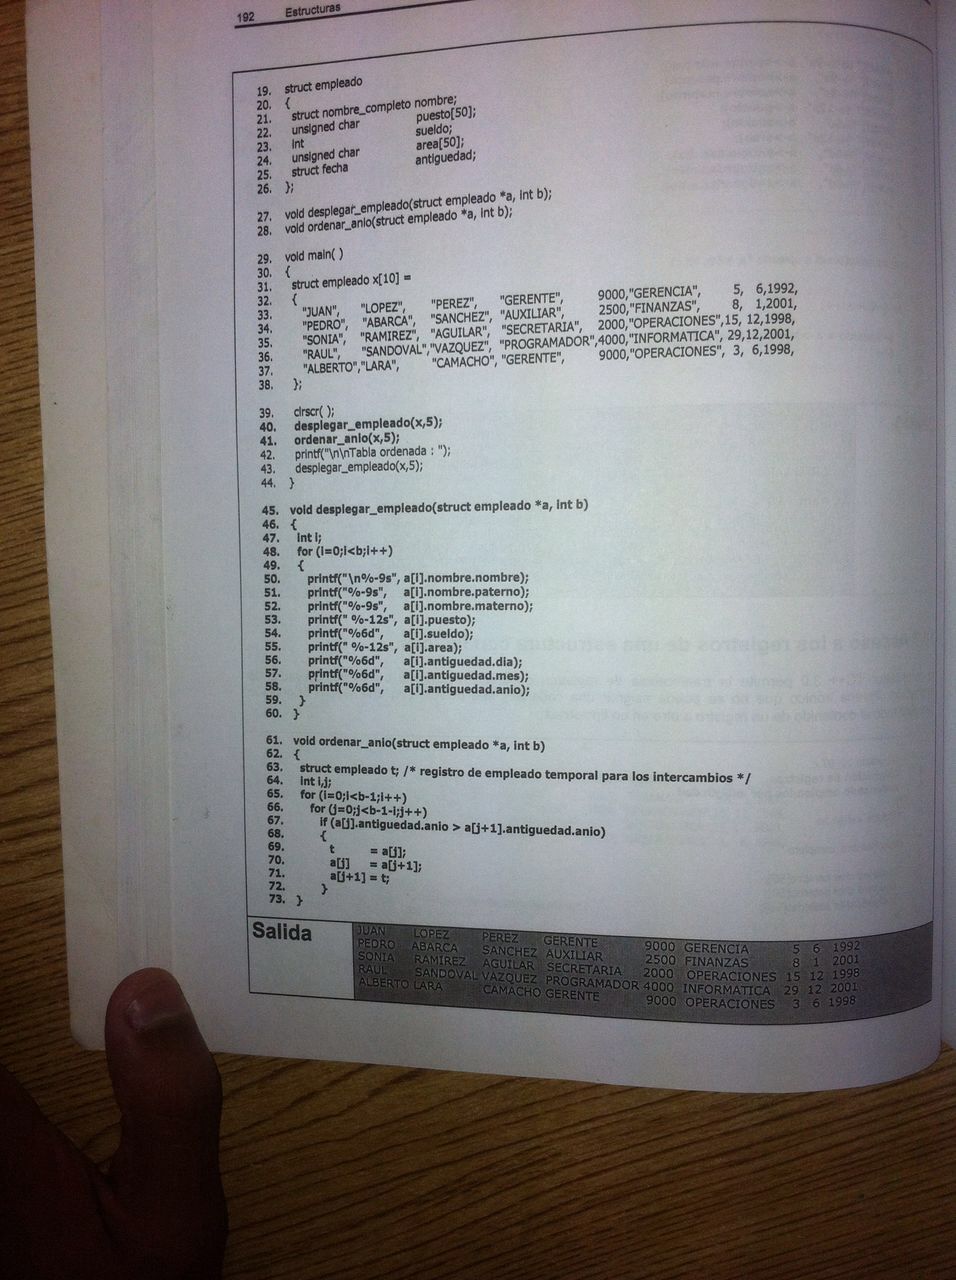 192 Estructuras
19. struct empleado
20. {
21. struct nombre_completo nombre;
22. unsigned char puesto[50];
23. int sueldo;
24. unsigned char area[50];
25. struct fecha antiguedad;
26. };
27. void desplegar_empleado(struct empleado *a, int b);
28. void ordenar_anio(struct empleado *a, int b);
29. void main( )
30. {
31. struct empleado x[10] =
32. {
33. "JUAN", "LOPEZ", "PEREZ", "GERENTE", 9000,"GERENCIA", 5, 6,1992,
34. "PEDRO", "ABARCA", "SANCHEZ", "AUXILIAR", 2500,"FINANZAS", 8, 1,2001,
35. "SONIA", "RAMIREZ", "AGUILAR", "SECRETARIA", 2000,"OPERACIONES",15, 12,1998,
36. "RAUL", "SANDOVAL","VAZQUEZ", "PROGRAMADOR",4000,"INFORMATICA", 29,12,2001,
37. "ALBERTO","LARA", "CAMACHO", "GERENTE", 9000,"OPERACIONES", 3, 6,1998,
38. };
39. clrscr( );
40. desplegar_empleado(x,5);
41. ordenar_anio(x,5);
42. printf("\n\nTabla ordenada : ");
43. desplegar_empleado(x,5);
44. }
45. void desplegar_empleado(struct empleado *a, int b)
46. {
47. int i;
48. for (i=0;i<b;i++)
49. {
50. printf("\n%-9s", a[i].nombre.nombre);
51. printf("%-9s", a[i].nombre.paterno);
52. printf("%-9s", a[i].nombre.materno);
53. printf(" %-12s", a[i].puesto);
54. printf("%6d", a[i].sueldo);
55. printf(" %-12s", a[i].area);
56. printf("%6d", a[i].antiguedad.dia);
57. printf("%6d", a[i].antiguedad.mes);
58. printf("%6d", a[i].antiguedad.anio);
59. }
60. }
61. void ordenar_anio(struct empleado *a, int b)
62. {
63. struct empleado t; /* registro de empleado temporal para los intercambios */
64. int i,j;
65. for (i=0;i<b-1;i++)
66. for (j=0;j<b-1-i;j++)
67. if (a[j].antiguedad.anio > a[j+1].antiguedad.anio)
68. {
69. t = a[j];
70. a[j] = a[j+1];
71. a[j+1] = t;
72. }
73. }
Salida
JUAN LOPEZ PEREZ GERENTE 9000 GERENCIA 5 6 1992
PEDRO ABARCA SANCHEZ AUXILIAR 2500 FINANZAS 8 1 2001
SONIA RAMIREZ AGUILAR SECRETARIA 2000 OPERACIONES 15 12 1998
RAUL SANDOVAL VAZQUEZ PROGRAMADOR 4000 INFORMATICA 29 12 2001
ALBERTO LARA CAMACHO GERENTE 9000 OPERACIONES 3 6 1998